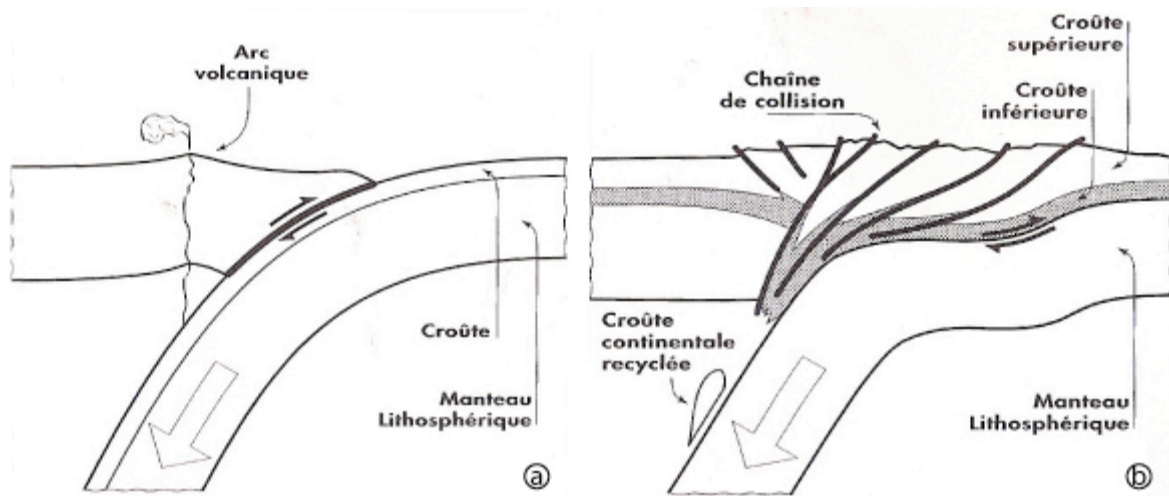 Arc
volcanique
Croûte
Manteau
Lithosphérique
a
Croûte
supérieure
Chaîne
de collision
Croûte
inférieure
Croûte
continentale
recyclée
Manteau
Lithosphérique
b